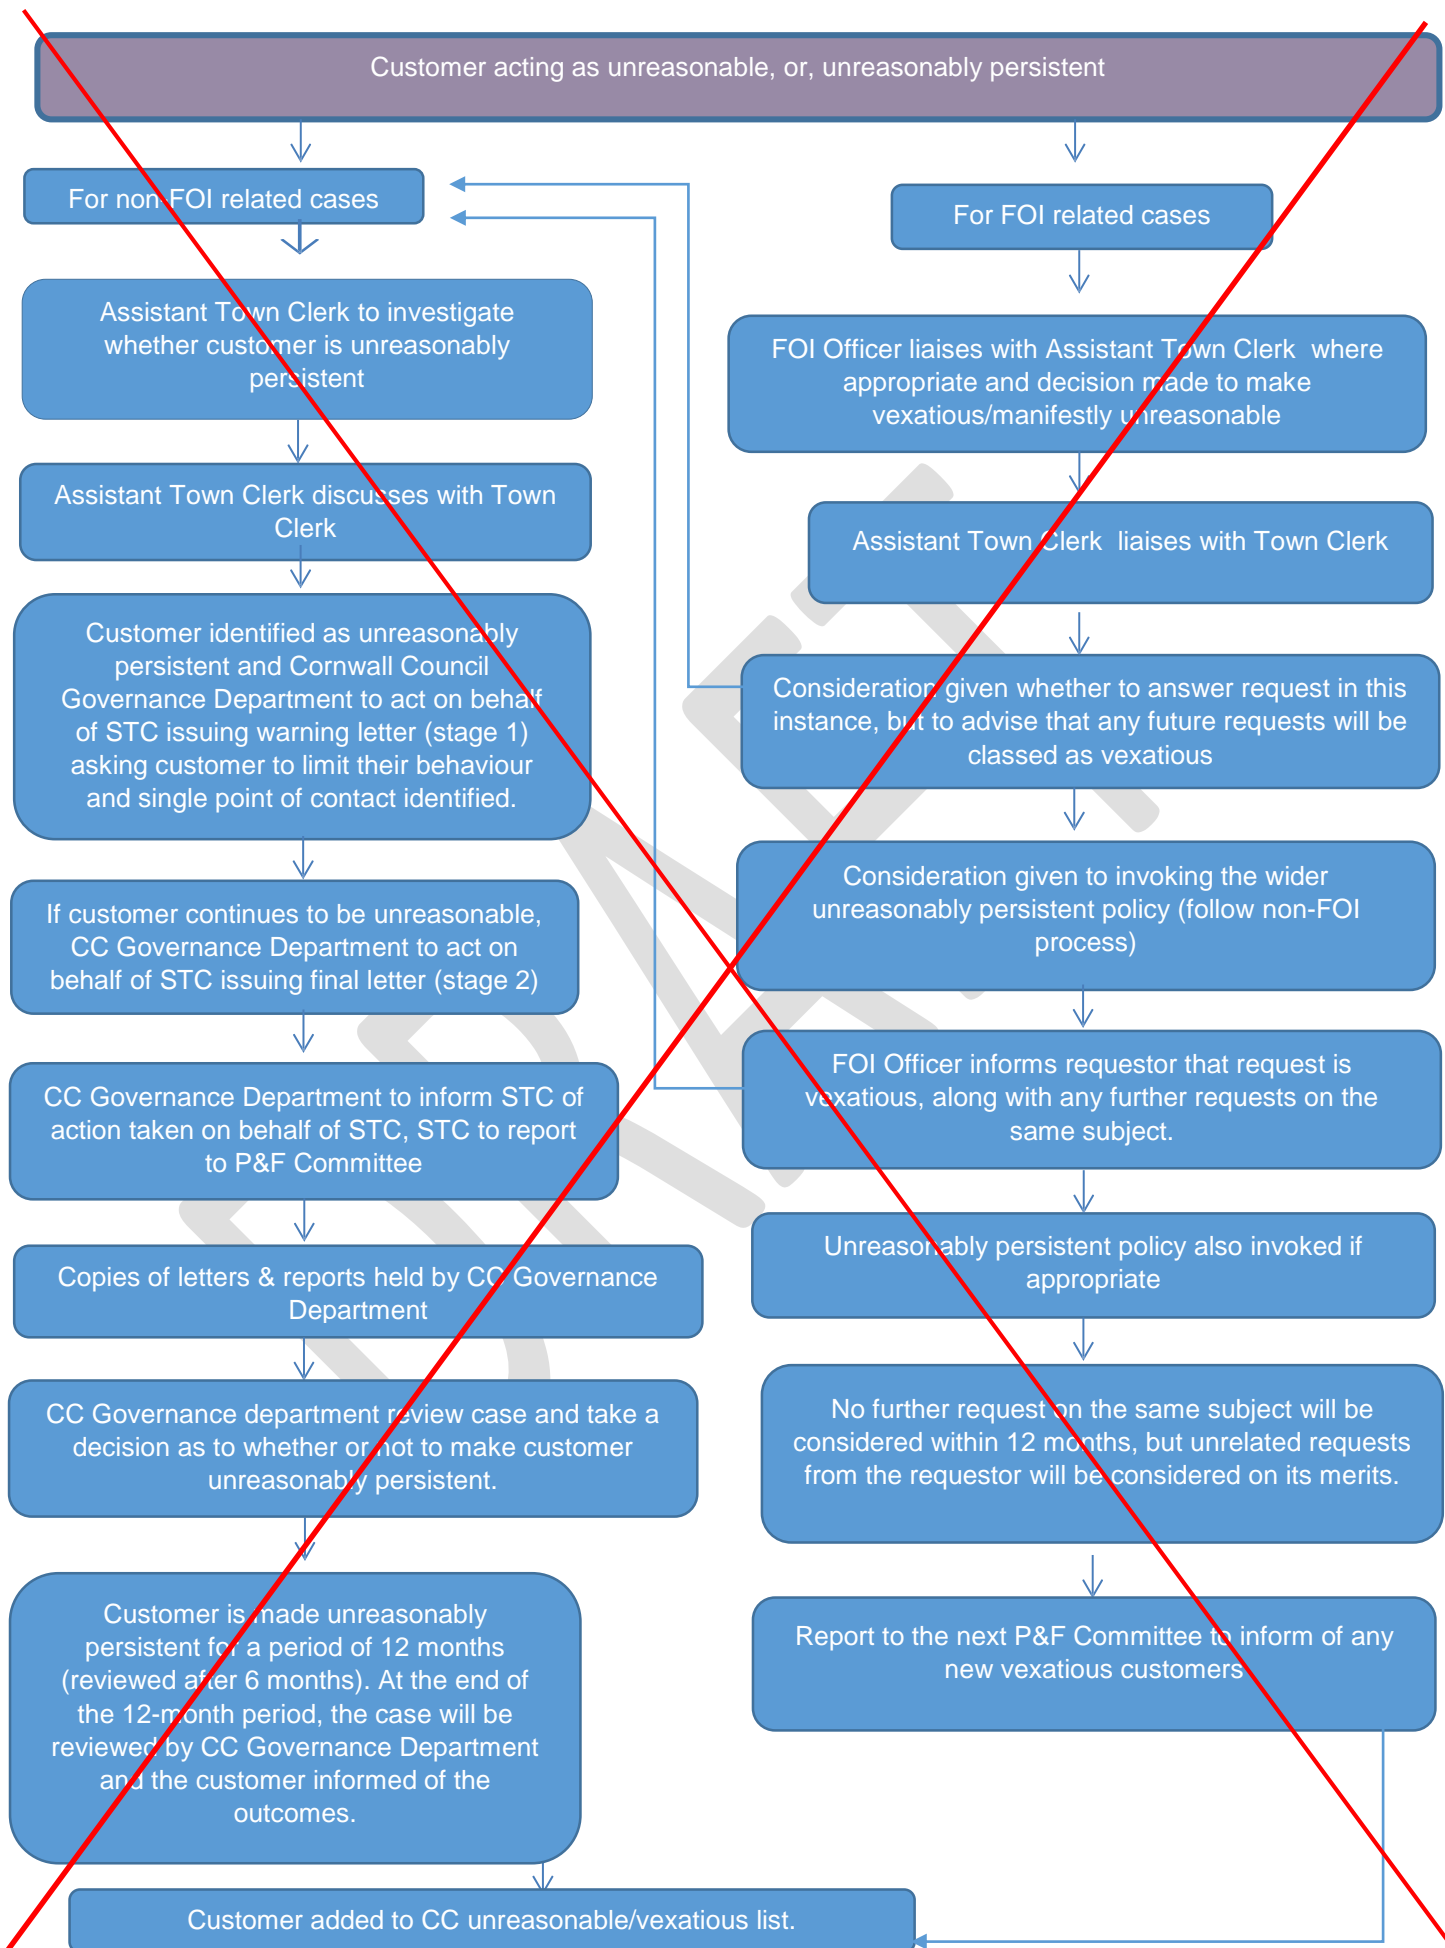 Customer acting as unreasonable, or, unreasonably persistent
For non-FOI related cases
Assistant Town Clerk to investigate
whether customer is unreasonably
persistent
Assistant Town Clerk discusses with Town
Clerk
Customer identified as unreasonably
persistent and Cornwall Council
Governance Department to act on behalf
of STC issuing warning letter (stage 1)
asking customer to limit their behaviour
and single point of contact identified.
If customer continues to be unreasonable,
CC Governance Department to act on
behalf of STC issuing final letter (stage 2)
CC Governance Department to inform STC of
action taken on behalf of STC, STC to report
to P&F Committee
Copies of letters & reports held by CC Governance
Department
CC Governance department review case and take a
decision as to whether or not to make customer
unreasonably persistent.
Customer is made unreasonably
persistent for a period of 12 months
(reviewed after 6 months). At the end of
the 12-month period, the case will be
reviewed by CC Governance Department
and the customer informed of the
outcomes.
For FOI related cases
FOI Officer liaises with Assistant Town Clerk  where
appropriate and decision made to make
vexatious/manifestly unreasonable
Assistant Town Clerk  liaises with Town Clerk
Consideration given whether to answer request in this
instance, but to advise that any future requests will be
classed as vexatious
Consideration given to invoking the wider
unreasonably persistent policy (follow non-FOI
process)
FOI Officer informs requestor that request is
vexatious, along with any further requests on the
same subject.
Unreasonably persistent policy also invoked if
appropriate
No further request on the same subject will be
considered within 12 months, but unrelated requests
from the requestor will be considered on its merits.
Report to the next P&F Committee to inform of any
new vexatious customers
Customer added to CC unreasonable/vexatious list.
DRAFT